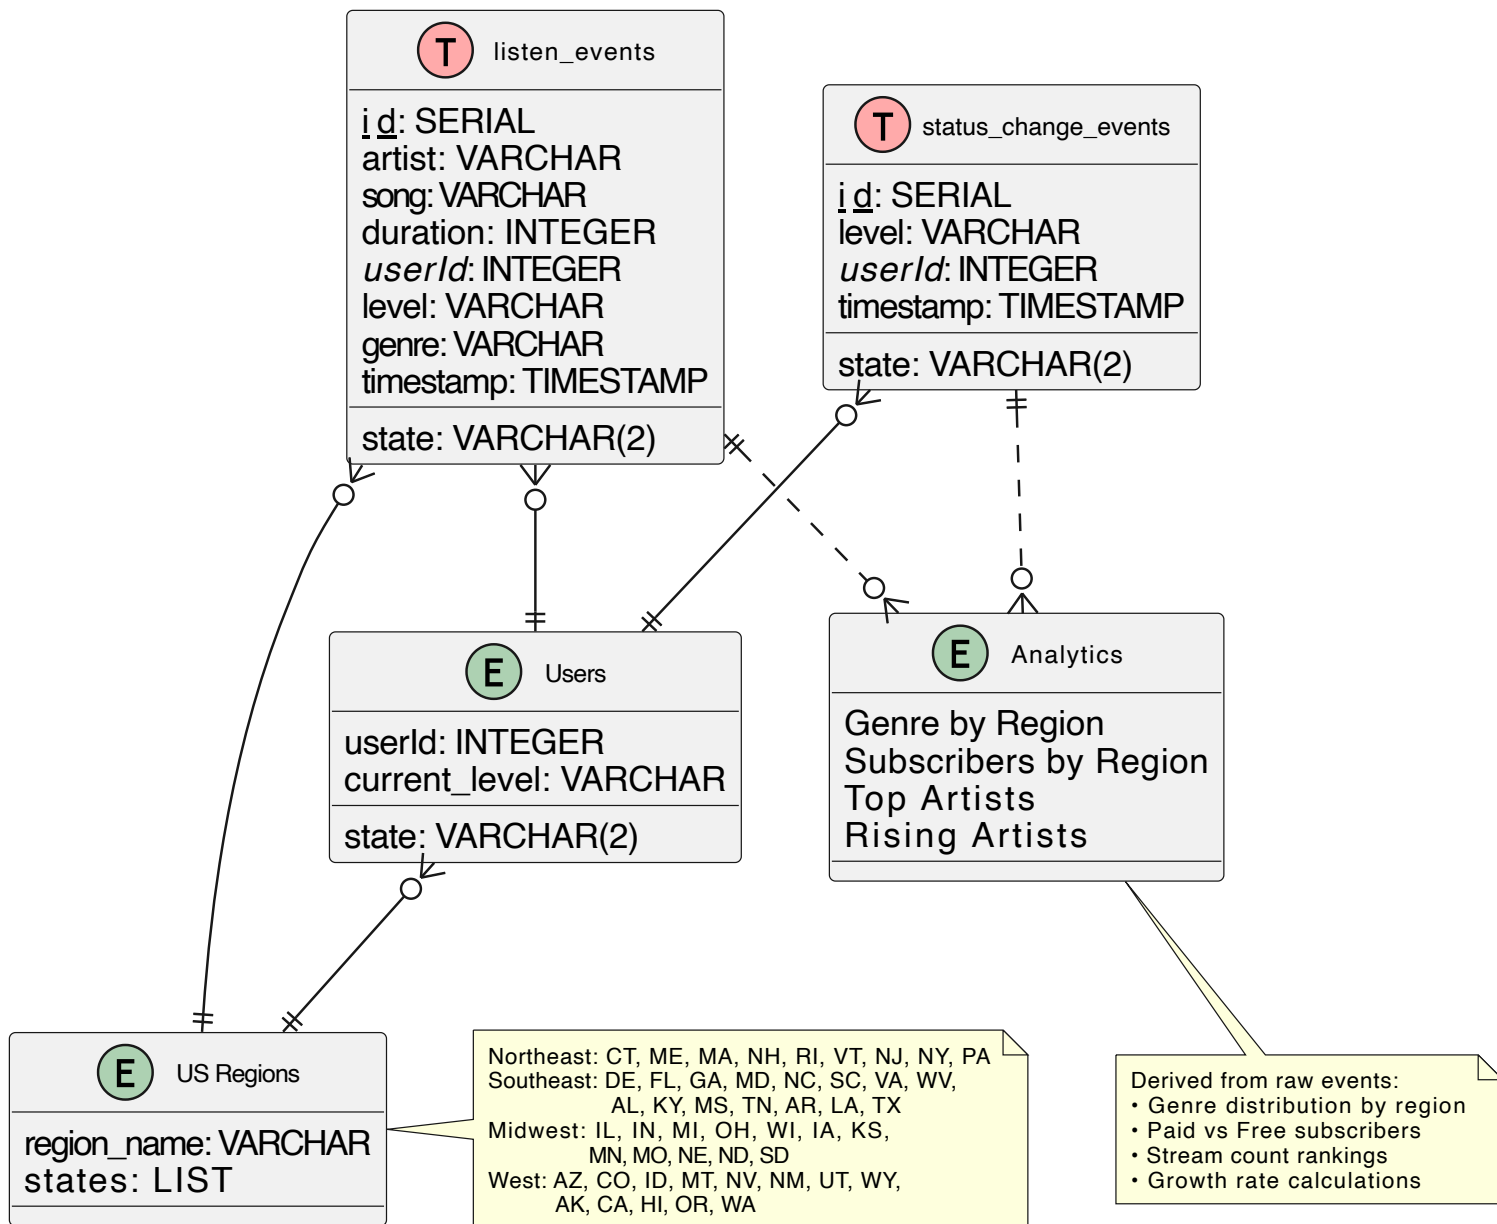 T listen_events
id: SERIAL
artist: VARCHAR
song: VARCHAR
duration: INTEGER
userId: INTEGER
level: VARCHAR
genre: VARCHAR
timestamp: TIMESTAMP
state: VARCHAR(2)
T status_change_events
id: SERIAL
level: VARCHAR
userId: INTEGER
timestamp: TIMESTAMP
state: VARCHAR(2)
E Users
userId: INTEGER
current_level: VARCHAR
state: VARCHAR(2)
E Analytics
Genre by Region
Subscribers by Region
Top Artists
Rising Artists
E US Regions
region_name: VARCHAR
states: LIST
Northeast: CT, ME, MA, NH, RI, VT, NJ, NY, PA
Southeast: DE, FL, GA, MD, NC, SC, VA, WV,
AL, KY, MS, TN, AR, LA, TX
Midwest: IL, IN, MI, OH, WI, IA, KS,
MN, MO, NE, ND, SD
West: AZ, CO, ID, MT, NV, NM, UT, WY,
AK, CA, HI, OR, WA
Derived from raw events:
• Genre distribution by region
• Paid vs Free subscribers
• Stream count rankings
• Growth rate calculations